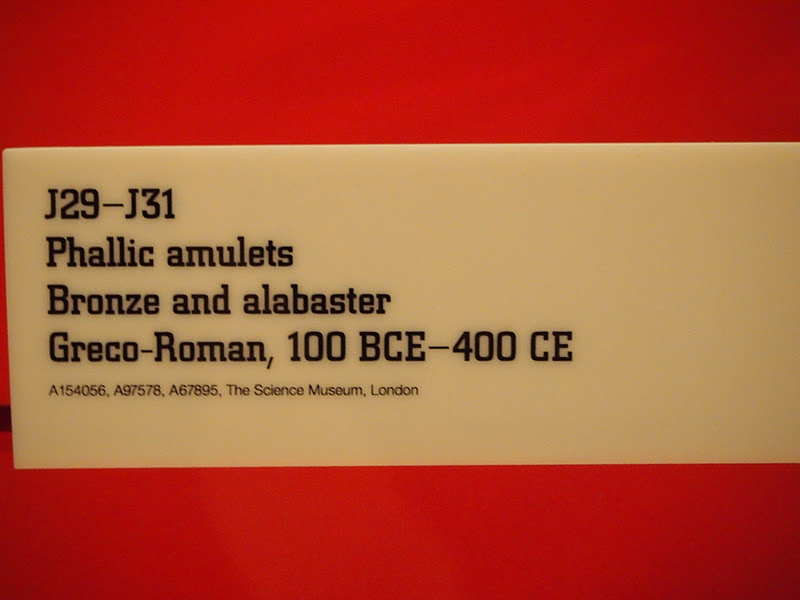 J29–J31
Phallic amulets
Bronze and alabaster
Greco-Roman, 100 BCE–400 CE
A154056, A97578, A67895, The Science Museum, London